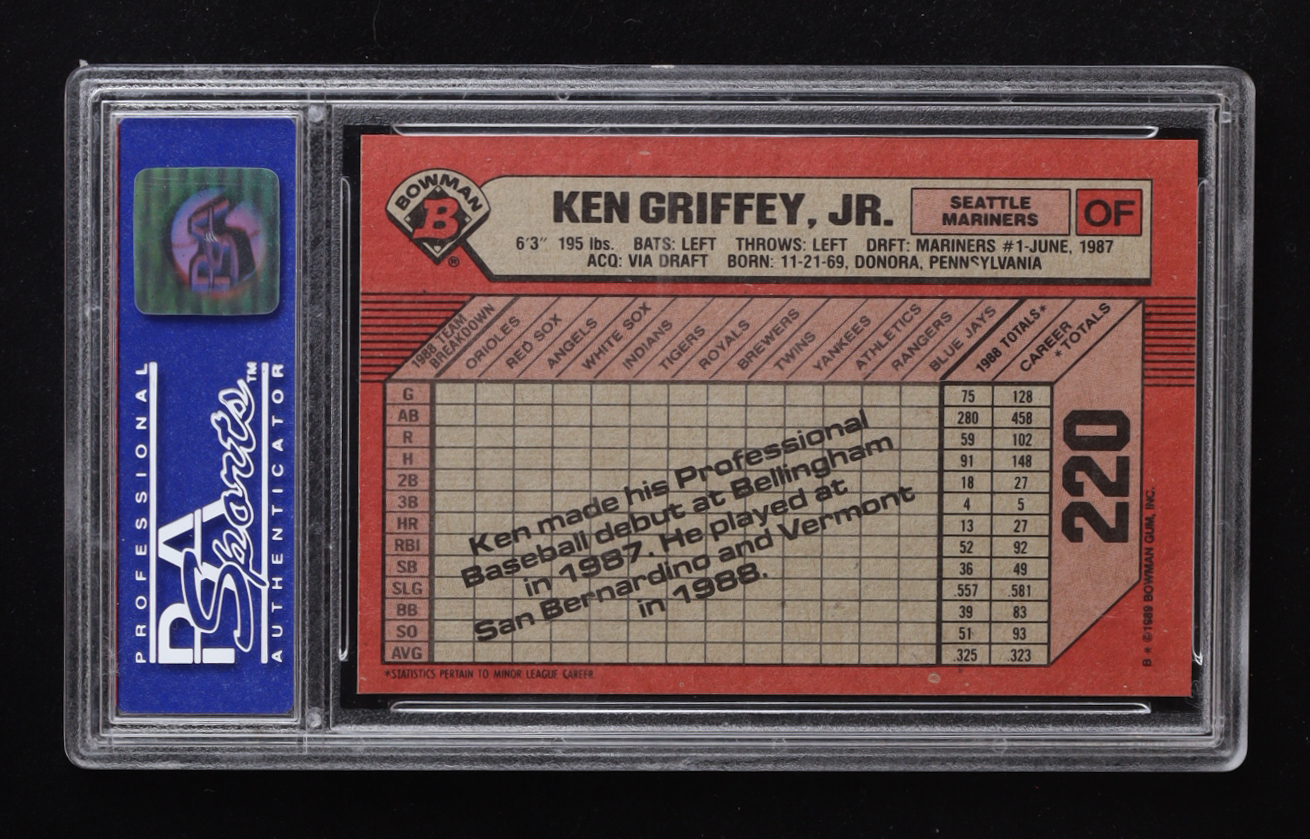 PROFESSIONAL
PSA
Sports™
AUTHENTICATOR
PSA
BOWMAN
B
®
KEN GRIFFEY, JR.
SEATTLE
MARINERS
OF
6'3" 195 lbs. BATS: LEFT THROWS: LEFT DRFT: MARINERS #1-JUNE, 1987
ACQ: VIA DRAFT BORN: 11-21-69, DONORA, PENNSYLVANIA
1988 TEAM
BREAKDOWN
ORIOLES
RED SOX
ANGELS
WHITE SOX
INDIANS
TIGERS
ROYALS
BREWERS
TWINS
YANKEES
ATHLETICS
RANGERS
BLUE JAYS
1988 TOTALS*
CAREER
*TOTALS
G 75 128
AB 280 458
R 59 102
H 91 148
2B 18 27
3B 4 5
HR 13 27
RBI 52 92
SB 36 49
SLG .557 .581
BB 39 83
SO 51 93
AVG .325 .323
Ken made his Professional
Baseball debut at Bellingham
in 1987. He played at
San Bernardino and Vermont
in 1988.
220
*STATISTICS PERTAIN TO MINOR LEAGUE CAREER.
B * ©1989 BOWMAN GUM, INC.